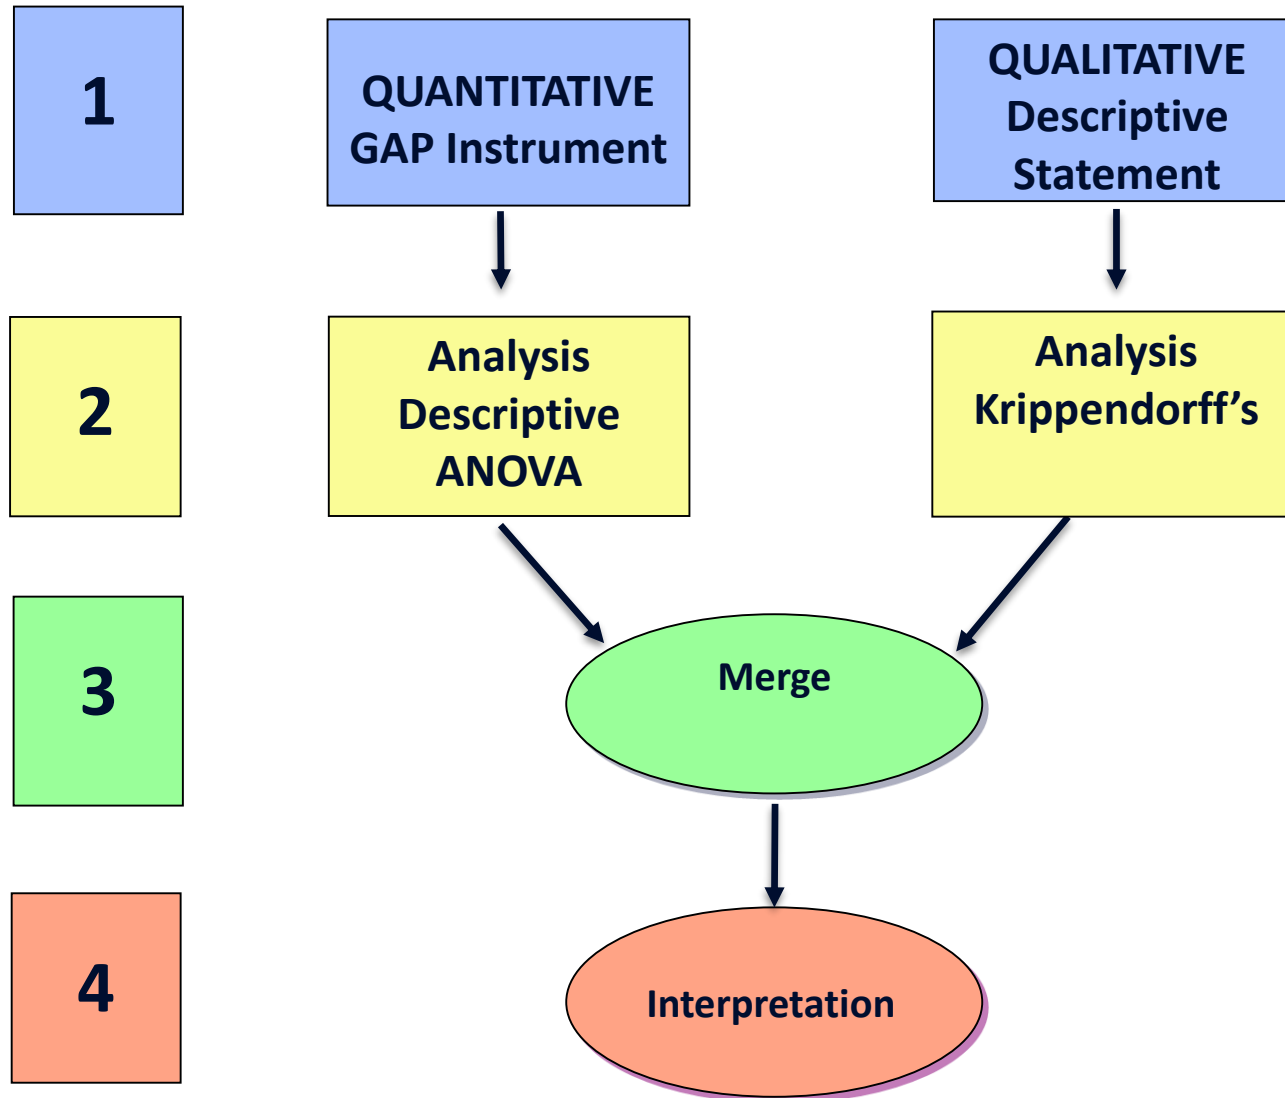 1
QUANTITATIVE
GAP Instrument
QUALITATIVE
Descriptive
Statement
2
Analysis
Descriptive
ANOVA
Analysis
Krippendorff’s
3
Merge
4
Interpretation